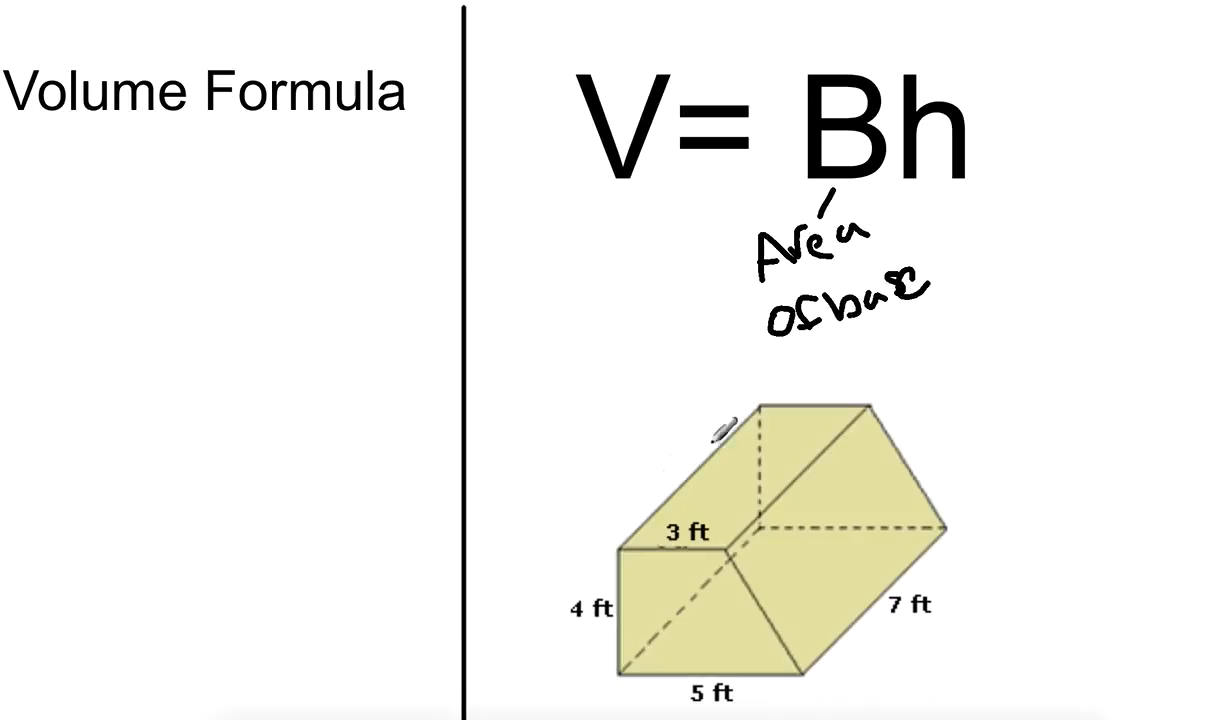 Volume Formula
V= Bh
Area
of base
3 ft
4 ft
7 ft
5 ft